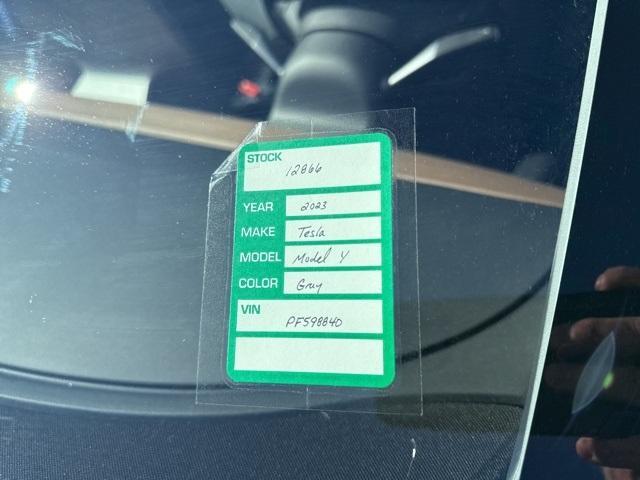 STOCK
12866
YEAR 2023
MAKE Tesla
MODEL Model Y
COLOR Gray
VIN
PF598840